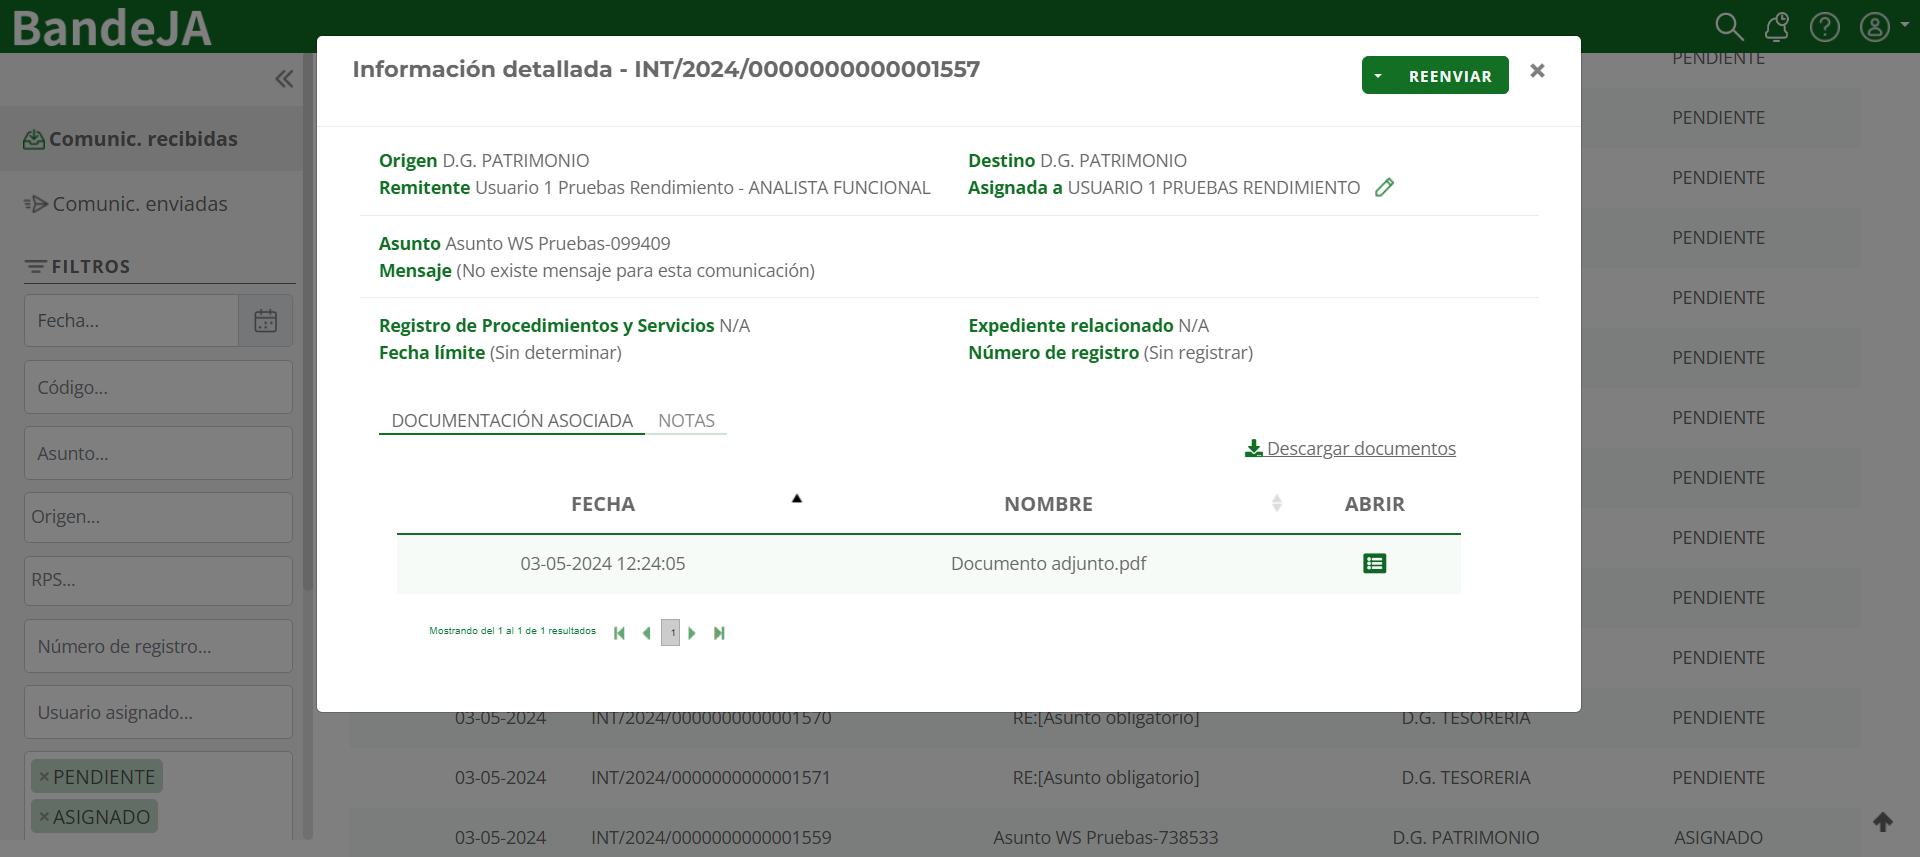 BandeJA
Comunic. recibidas
Comunic. enviadas
FILTROS
Fecha...
Código...
Asunto...
Origen...
RPS...
Número de registro...
Usuario asignado...
×PENDIENTE
×ASIGNADO
Información detallada - INT/2024/0000000000001557
REENVIAR
×
Origen D.G. PATRIMONIO
Destino D.G. PATRIMONIO
Remitente Usuario 1 Pruebas Rendimiento - ANALISTA FUNCIONAL
Asignada a USUARIO 1 PRUEBAS RENDIMIENTO
Asunto Asunto WS Pruebas-099409
Mensaje (No existe mensaje para esta comunicación)
Registro de Procedimientos y Servicios N/A
Expediente relacionado N/A
Fecha límite (Sin determinar)
Número de registro (Sin registrar)
DOCUMENTACIÓN ASOCIADA NOTAS
Descargar documentos
FECHA NOMBRE ABRIR
03-05-2024 12:24:05 Documento adjunto.pdf
Mostrando del 1 al 1 de 1 resultados 1
PENDIENTE
PENDIENTE
PENDIENTE
PENDIENTE
PENDIENTE
PENDIENTE
PENDIENTE
PENDIENTE
PENDIENTE
PENDIENTE
PENDIENTE
03-05-2024 INT/2024/0000000000001570 RE:[Asunto obligatorio] D.G. TESORERIA PENDIENTE
03-05-2024 INT/2024/0000000000001571 RE:[Asunto obligatorio] D.G. TESORERIA PENDIENTE
03-05-2024 INT/2024/0000000000001559 Asunto WS Pruebas-738533 D.G. PATRIMONIO ASIGNADO